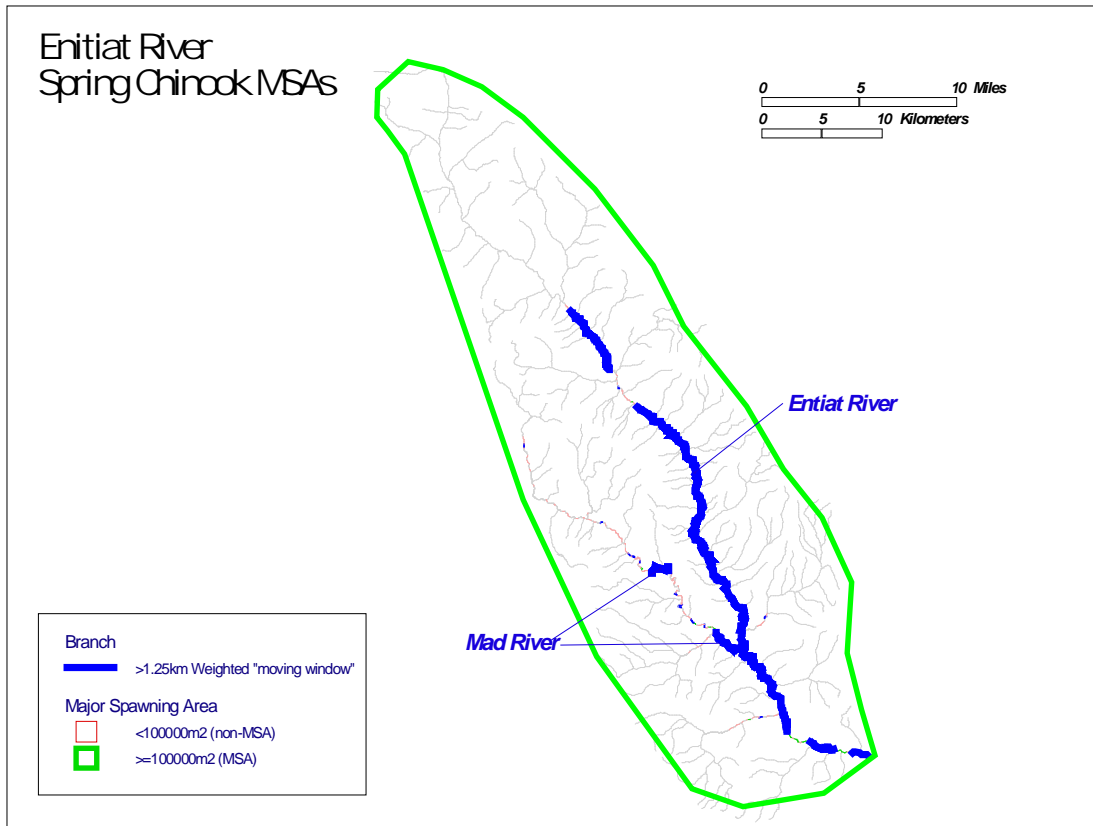 Enitiat River
Spring Chinook MSAs
0 5 10 Miles
0 5 10 Kilometers
Entiat River
Mad River
Branch
>1.25km Weighted "moving window"
Major Spawning Area
<100000m2 (non-MSA)
>=100000m2 (MSA)